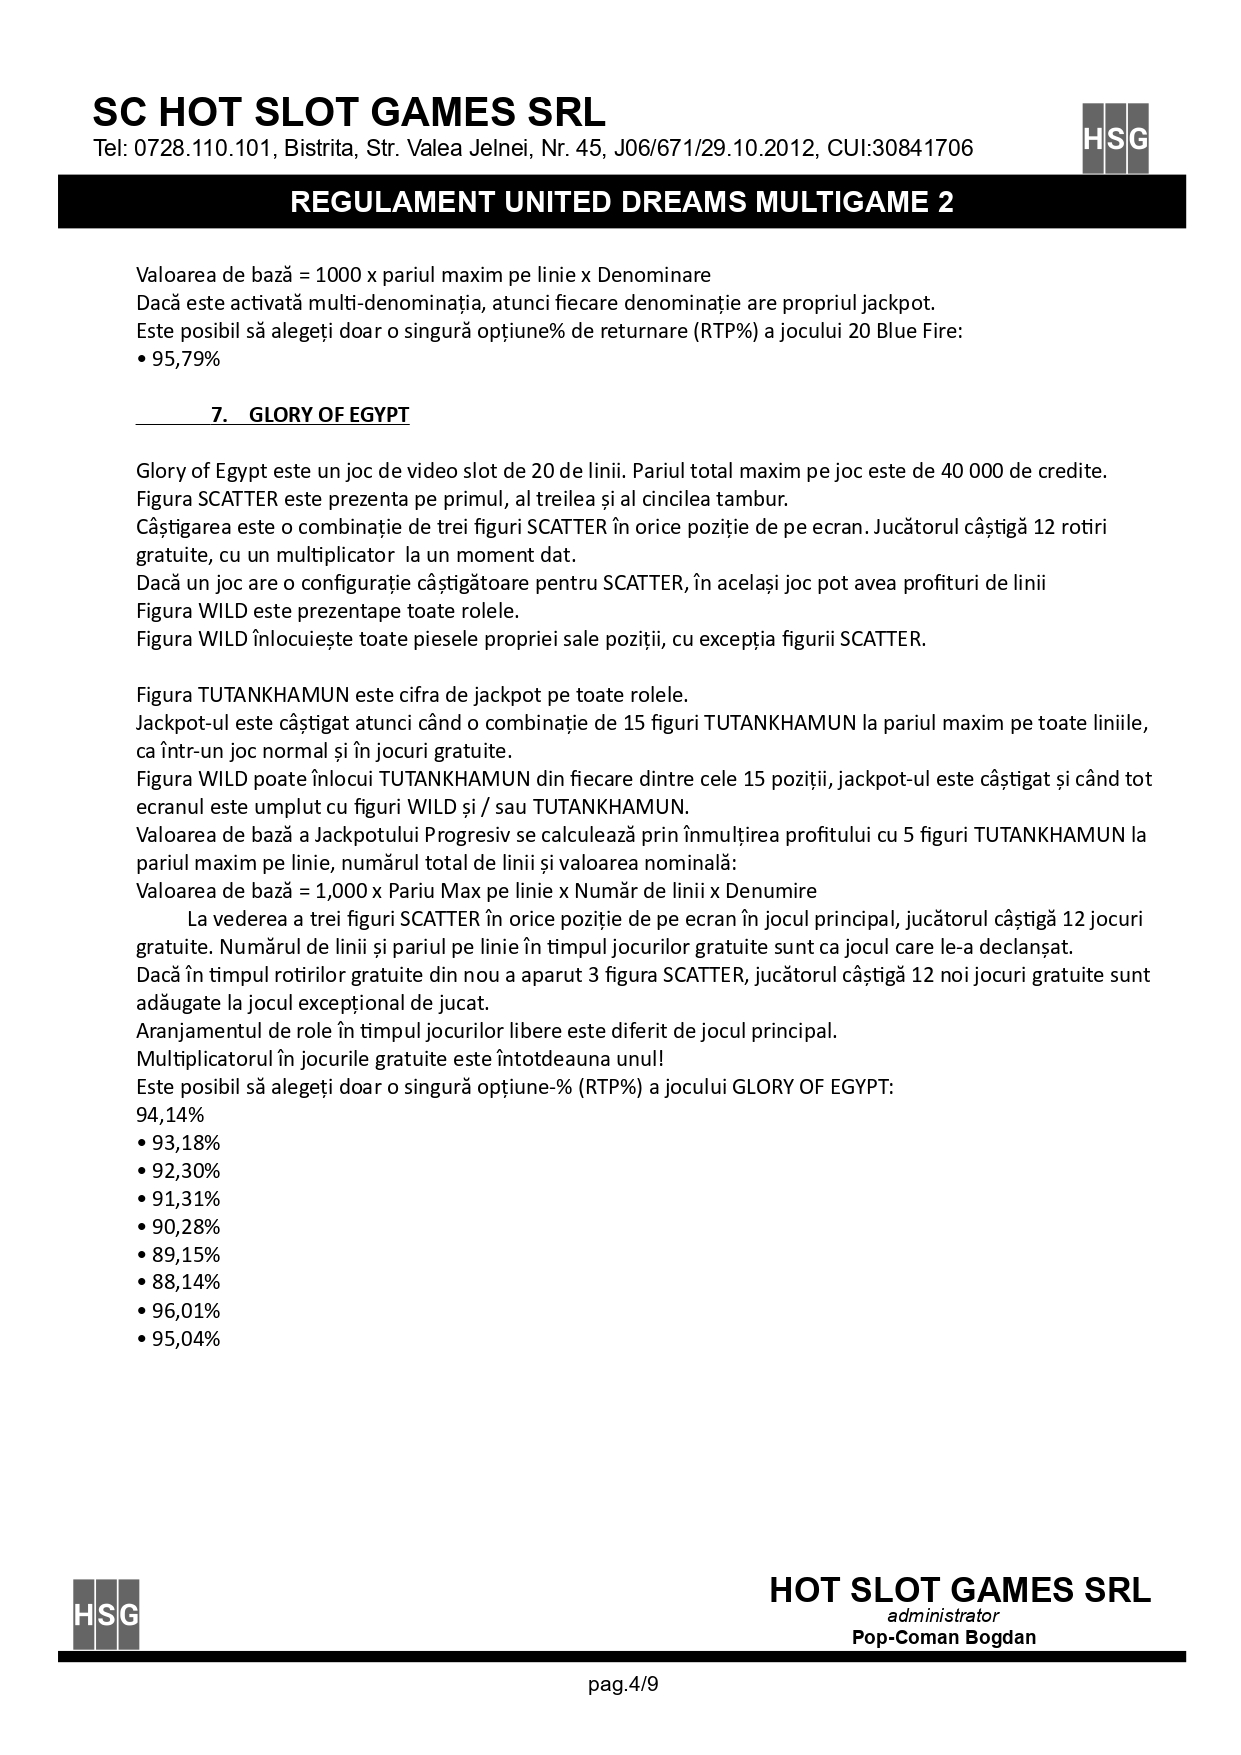 SC HOT SLOT GAMES SRL
Tel: 0728.110.101, Bistrita, Str. Valea Jelnei, Nr. 45, J06/671/29.10.2012, CUI:30841706
HSG
REGULAMENT UNITED DREAMS MULTIGAME 2
Valoarea de bază = 1000 x pariul maxim pe linie x Denominare
Dacă este activată multi-denominația, atunci fiecare denominație are propriul jackpot.
Este posibil să alegeți doar o singură opțiune% de returnare (RTP%) a jocului 20 Blue Fire:
• 95,79%
7. GLORY OF EGYPT
Glory of Egypt este un joc de video slot de 20 de linii. Pariul total maxim pe joc este de 40 000 de credite.
Figura SCATTER este prezenta pe primul, al treilea și al cincilea tambur.
Câștigarea este o combinație de trei figuri SCATTER în orice poziție de pe ecran. Jucătorul câștigă 12 rotiri
gratuite, cu un multiplicator  la un moment dat.
Dacă un joc are o configurație câștigătoare pentru SCATTER, în același joc pot avea profituri de linii
Figura WILD este prezentape toate rolele.
Figura WILD înlocuiește toate piesele propriei sale poziții, cu excepția figurii SCATTER.
Figura TUTANKHAMUN este cifra de jackpot pe toate rolele.
Jackpot-ul este câștigat atunci când o combinație de 15 figuri TUTANKHAMUN la pariul maxim pe toate liniile,
ca într-un joc normal și în jocuri gratuite.
Figura WILD poate înlocui TUTANKHAMUN din fiecare dintre cele 15 poziții, jackpot-ul este câștigat și când tot
ecranul este umplut cu figuri WILD și / sau TUTANKHAMUN.
Valoarea de bază a Jackpotului Progresiv se calculează prin înmulțirea profitului cu 5 figuri TUTANKHAMUN la
pariul maxim pe linie, numărul total de linii și valoarea nominală:
Valoarea de bază = 1,000 x Pariu Max pe linie x Număr de linii x Denumire
La vederea a trei figuri SCATTER în orice poziție de pe ecran în jocul principal, jucătorul câștigă 12 jocuri
gratuite. Numărul de linii și pariul pe linie în timpul jocurilor gratuite sunt ca jocul care le-a declanșat.
Dacă în timpul rotirilor gratuite din nou a aparut 3 figura SCATTER, jucătorul câștigă 12 noi jocuri gratuite sunt
adăugate la jocul excepțional de jucat.
Aranjamentul de role în timpul jocurilor libere este diferit de jocul principal.
Multiplicatorul în jocurile gratuite este întotdeauna unul!
Este posibil să alegeți doar o singură opțiune-% (RTP%) a jocului GLORY OF EGYPT:
94,14%
• 93,18%
• 92,30%
• 91,31%
• 90,28%
• 89,15%
• 88,14%
• 96,01%
• 95,04%
HSG
HOT SLOT GAMES SRL
administrator
Pop-Coman Bogdan
pag.4/9